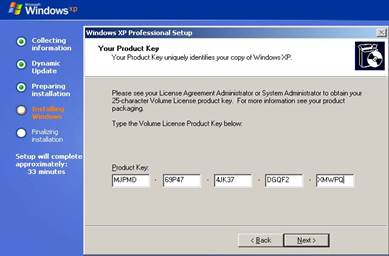 Microsoft
Windows xp
Collecting
information
Dynamic
Update
Preparing
installation
Installing
Windows
Finalizing
installation
Setup will complete
approximately:
33 minutes
Windows XP Professional Setup
Your Product Key
Your Product Key uniquely identifies your copy of Windows XP.
Please see your License Agreement Administrator or System Administrator to obtain your
25-character Volume License product key. For more information see your product
packaging.
Type the Volume License Product Key below:
Product Key:
MJPMD - 69P47 - 4JK37 - DGQF2 - XMWPQ
< Back Next >